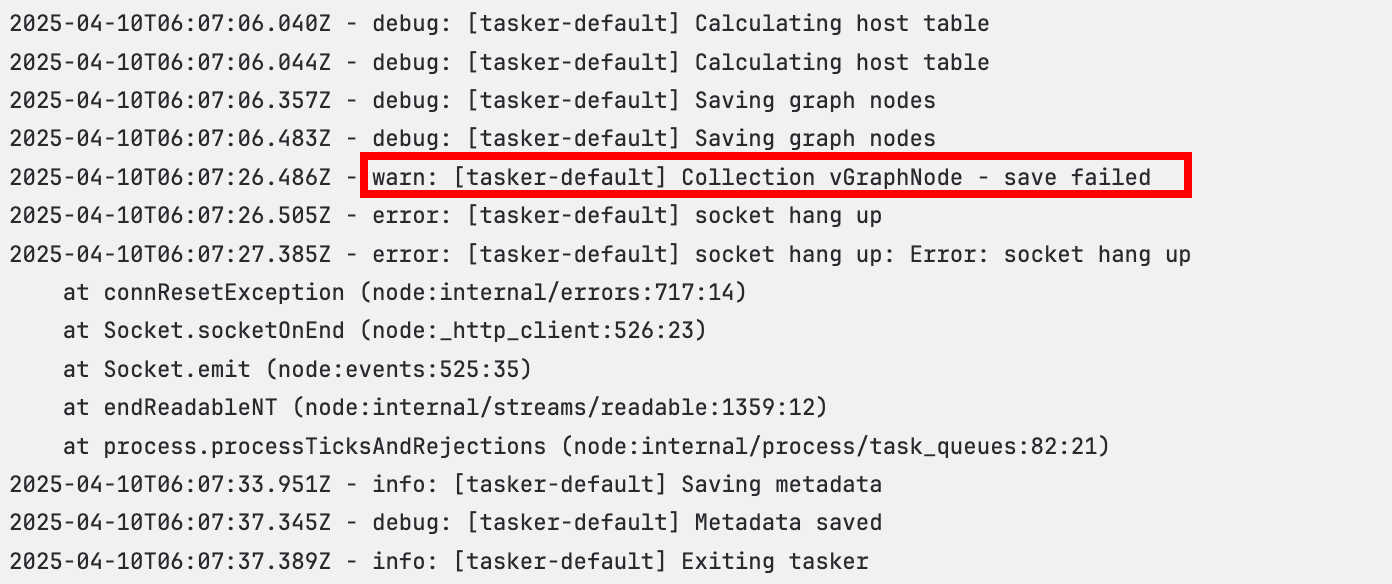 2025-04-10T06:07:06.040Z - debug: [tasker-default] Calculating host table
2025-04-10T06:07:06.044Z - debug: [tasker-default] Calculating host table
2025-04-10T06:07:06.357Z - debug: [tasker-default] Saving graph nodes
2025-04-10T06:07:06.483Z - debug: [tasker-default] Saving graph nodes
2025-04-10T06:07:26.486Z - warn: [tasker-default] Collection vGraphNode - save failed
2025-04-10T06:07:26.505Z - error: [tasker-default] socket hang up
2025-04-10T06:07:27.385Z - error: [tasker-default] socket hang up: Error: socket hang up
    at connResetException (node:internal/errors:717:14)
    at Socket.socketOnEnd (node:_http_client:526:23)
    at Socket.emit (node:events:525:35)
    at endReadableNT (node:internal/streams/readable:1359:12)
    at process.processTicksAndRejections (node:internal/process/task_queues:82:21)
2025-04-10T06:07:33.951Z - info: [tasker-default] Saving metadata
2025-04-10T06:07:37.345Z - debug: [tasker-default] Metadata saved
2025-04-10T06:07:37.389Z - info: [tasker-default] Exiting tasker